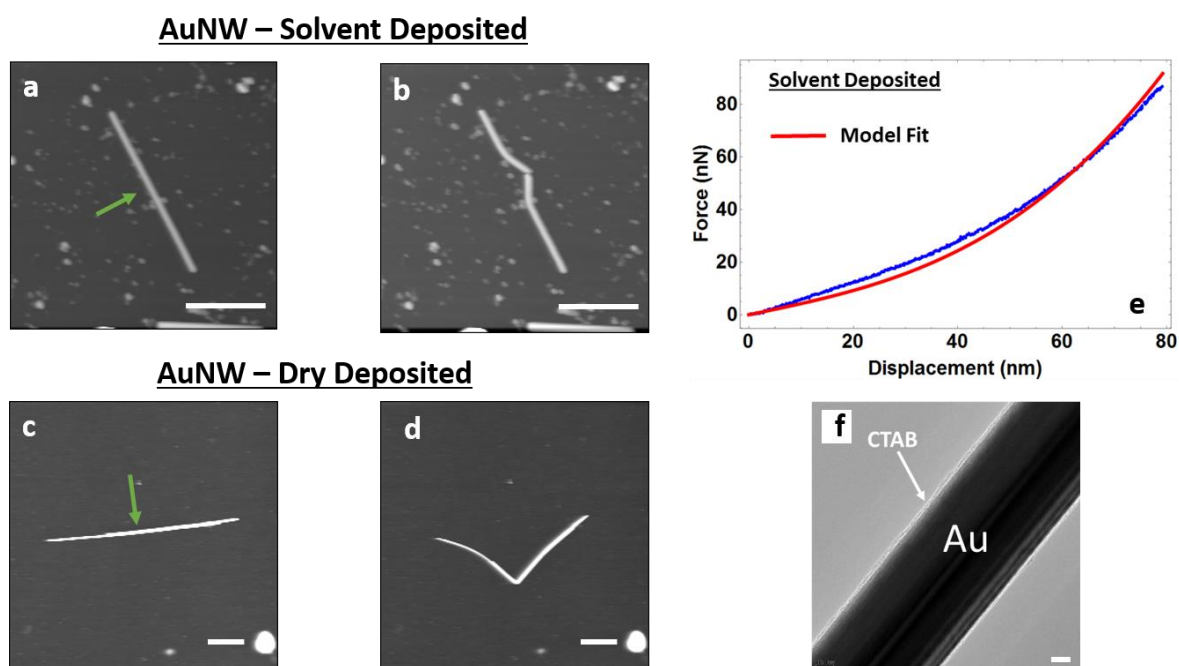 AuNW – Solvent Deposited
a
b
Solvent Deposited
Model Fit
Force (nN)
80
60
40
20
0
0 20 40 60 80
Displacement (nm)
e
AuNW – Dry Deposited
c
d
f
CTAB
Au